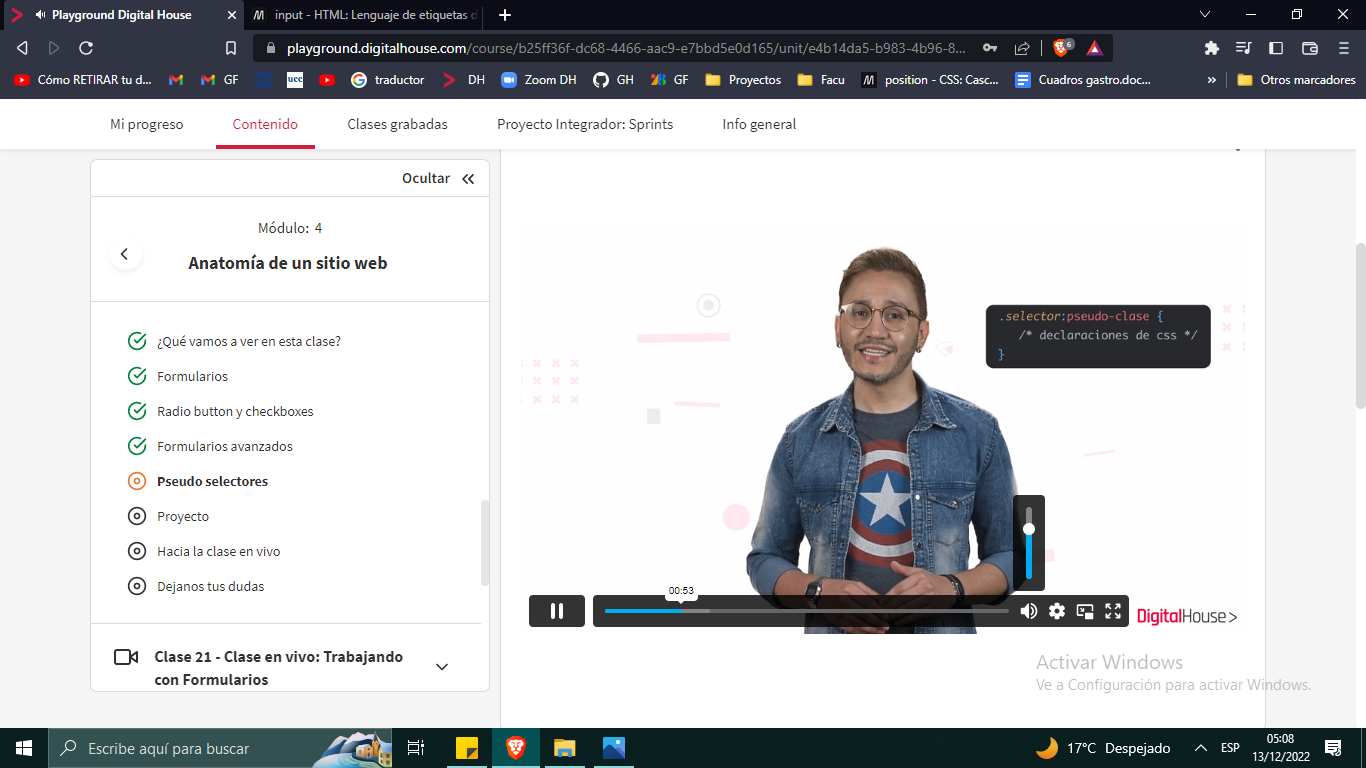 Playground Digital House
input - HTML: Lenguaje de etiquetas d
playground.digitalhouse.com/course/b25ff36f-dc68-4466-aac9-e7bbd5e0d165/unit/e4b14da5-b983-4b96-8...
6
Cómo RETIRAR tu d...
GF
ucc
traductor
DH
Zoom DH
GH
GF
Proyectos
Facu
position - CSS: Casc...
Cuadros gastro.doc...
»
Otros marcadores
Mi progreso
Contenido
Clases grabadas
Proyecto Integrador: Sprints
Info general
Ocultar
Módulo: 4
Anatomía de un sitio web
¿Qué vamos a ver en esta clase?
Formularios
Radio button y checkboxes
Formularios avanzados
Pseudo selectores
Proyecto
Hacia la clase en vivo
Dejanos tus dudas
Clase 21 - Clase en vivo: Trabajando
con Formularios
.selector:pseudo-clase {
/* declaraciones de css */
}
00:53
DigitalHouse>
Activar Windows
Ve a Configuración para activar Windows.
Escribe aquí para buscar
17°C Despejado
ESP
05:08
13/12/2022